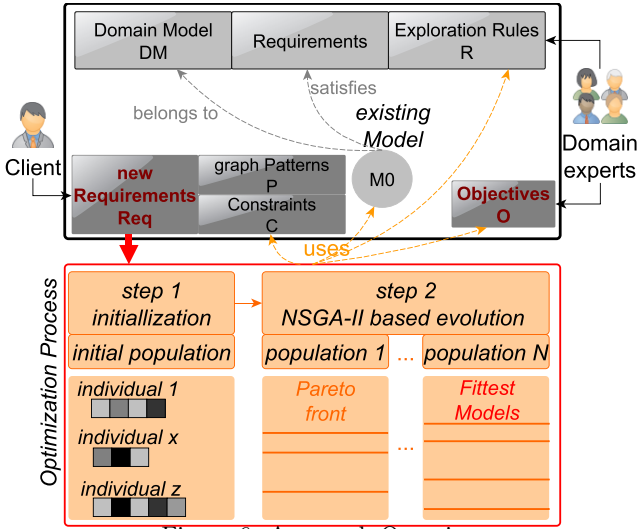 Domain Model
DM
Requirements
Exploration Rules
R
belongs to
satisfies
existing
Model
M0
Client
Domain
experts
new
Requirements
Req
graph Patterns
P
Constraints
C
Objectives
O
uses
Optimization Process
step 1
initiallization
step 2
NSGA-II based evolution
initial population
population 1
...
population N
individual 1
individual x
individual z
Pareto
front
...
Fittest
Models